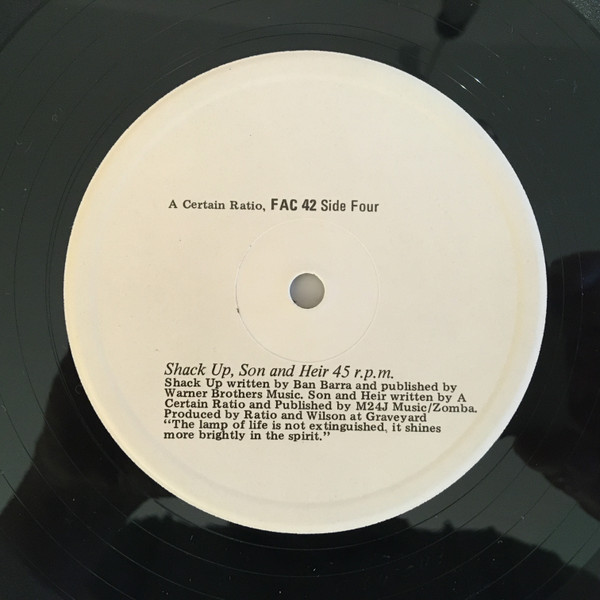 A Certain Ratio, FAC 42 Side Four
Shack Up, Son and Heir 45 r.p.m.
Shack Up written by Ban Barra and published by
Warner Brothers Music. Son and Heir written by A
Certain Ratio and Published by M24J Music/Zomba.
Produced by Ratio and Wilson at Graveyard
“The lamp of life is not extinguished, it shines
more brightly in the spirit.”